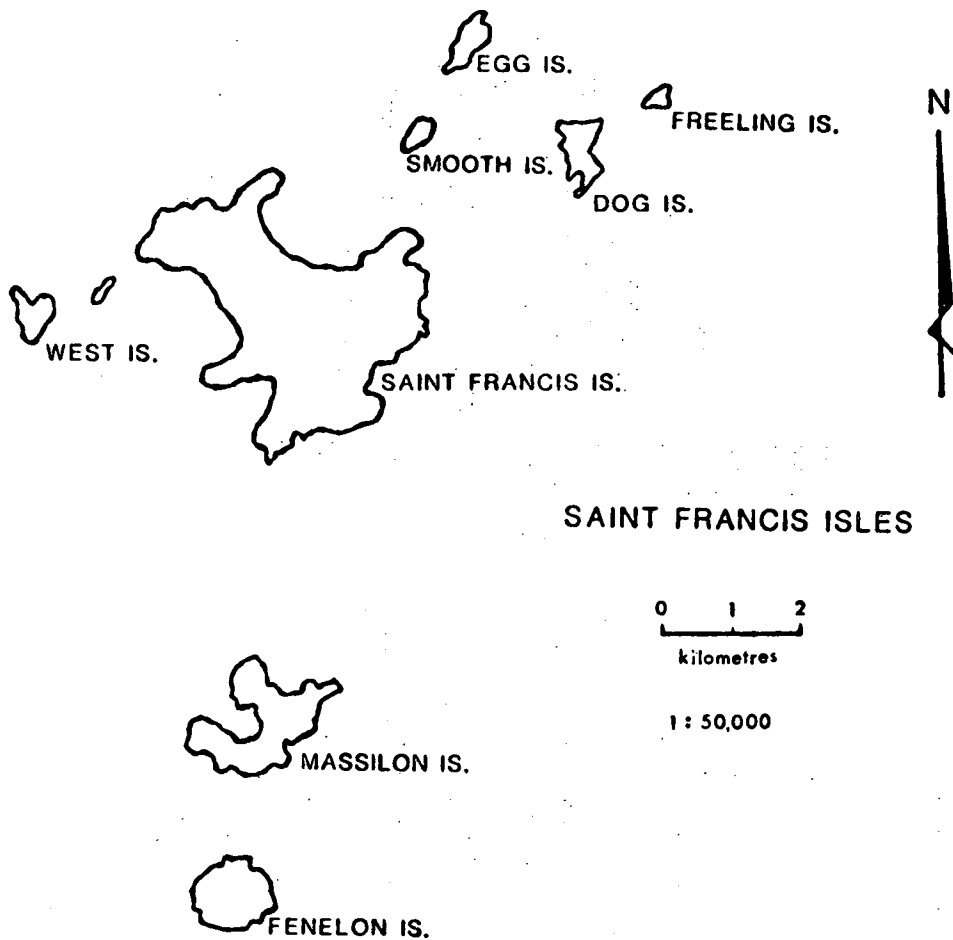 EGG IS.
N
FREELING IS.
SMOOTH IS.
DOG IS.
WEST IS.
SAINT FRANCIS IS.
SAINT FRANCIS ISLES
0 1 2
kilometres
1 : 50,000
MASSILON IS.
FENELON IS.